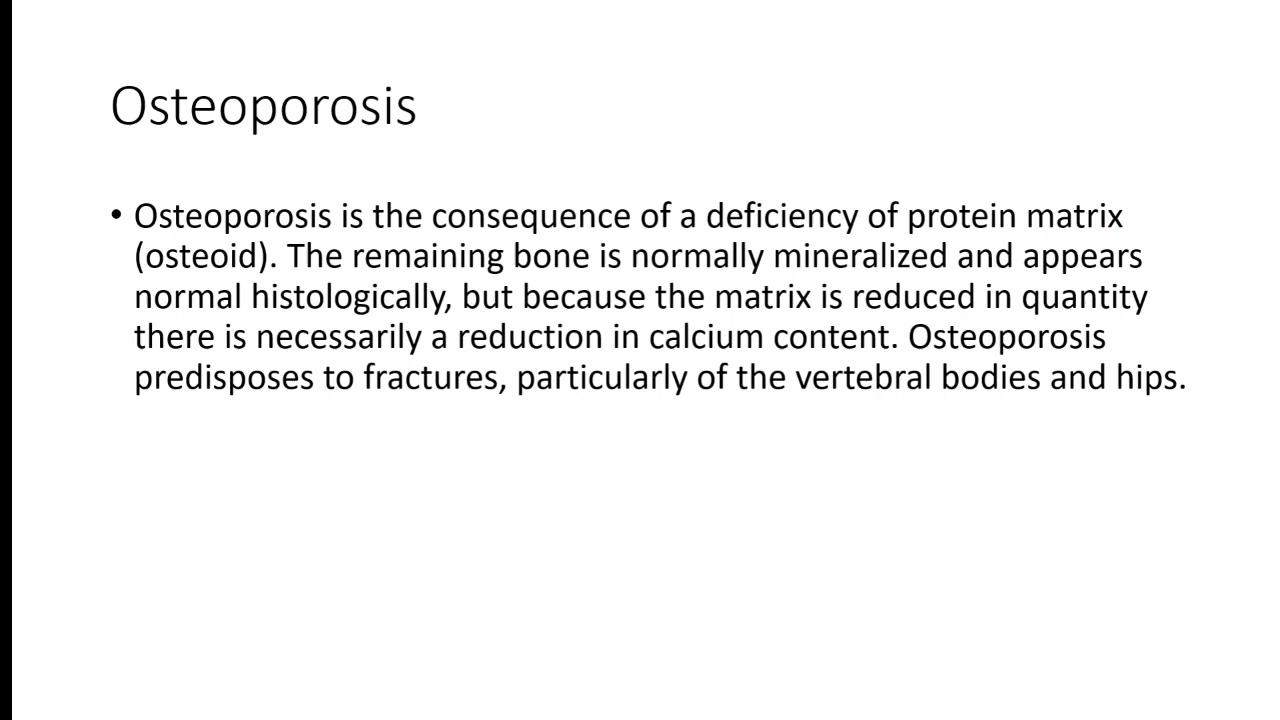 Osteoporosis
• Osteoporosis is the consequence of a deficiency of protein matrix
(osteoid). The remaining bone is normally mineralized and appears
normal histologically, but because the matrix is reduced in quantity
there is necessarily a reduction in calcium content. Osteoporosis
predisposes to fractures, particularly of the vertebral bodies and hips.